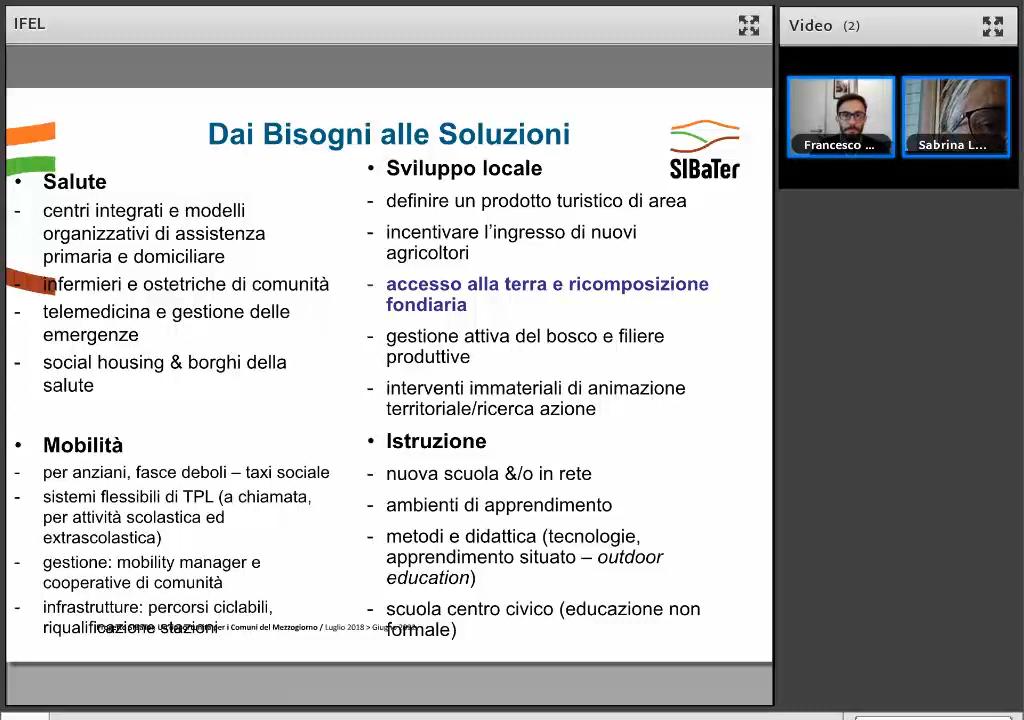 IFEL
Video (2)
Francesco ...
Sabrina L...
Dai Bisogni alle Soluzioni
SIBaTer
• Salute
- centri integrati e modelli
organizzativi di assistenza
primaria e domiciliare
- infermieri e ostetriche di comunità
- telemedicina e gestione delle
emergenze
- social housing & borghi della
salute
• Mobilità
- per anziani, fasce deboli – taxi sociale
- sistemi flessibili di TPL (a chiamata,
per attività scolastica ed
extrascolastica)
- gestione: mobility manager e
cooperative di comunità
- infrastrutture: percorsi ciclabili,
riqualificazione stazioni
• Sviluppo locale
- definire un prodotto turistico di area
- incentivare l’ingresso di nuovi
agricoltori
- accesso alla terra e ricomposizione
fondiaria
- gestione attiva del bosco e filiere
produttive
- interventi immateriali di animazione
territoriale/ricerca azione
• Istruzione
- nuova scuola &/o in rete
- ambienti di apprendimento
- metodi e didattica (tecnologie,
apprendimento situato – outdoor
education)
- scuola centro civico (educazione non
formale)
per i Comuni del Mezzogiorno / Luglio 2018 > Giugno